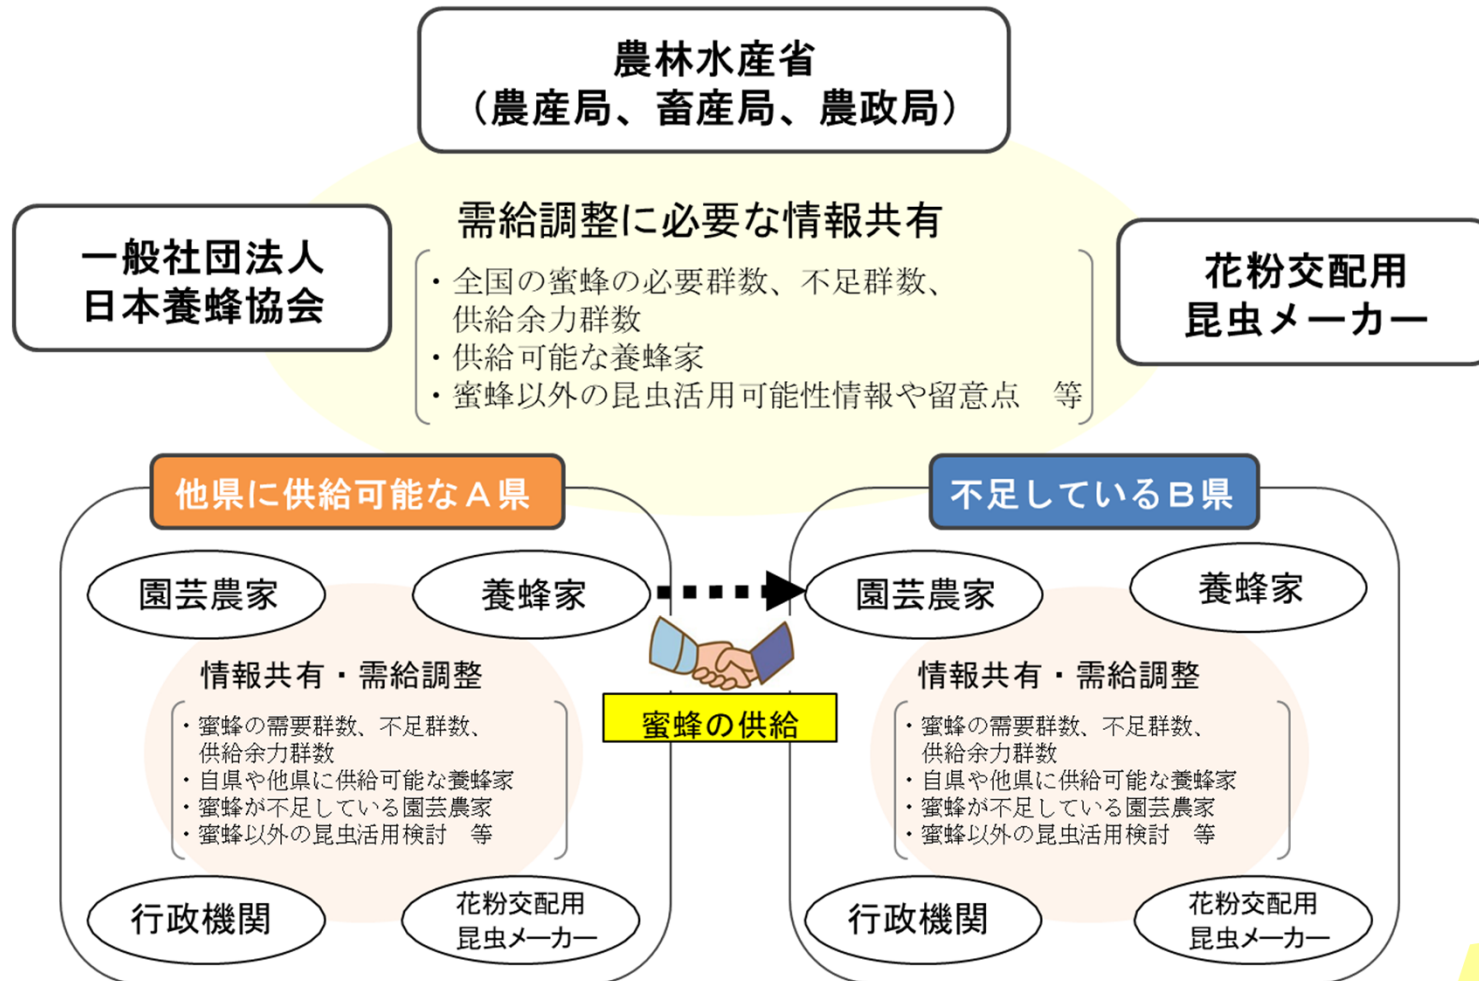 農林水産省
（農産局、畜産局、農政局）
需給調整に必要な情報共有
・全国の蜜蜂の必要群数、不足群数、
供給余力群数
・供給可能な養蜂家
・蜜蜂以外の昆虫活用可能性情報や留意点　等
一般社団法人
日本養蜂協会
花粉交配用
昆虫メーカー
他県に供給可能なＡ県
園芸農家
養蜂家
情報共有・需給調整
・蜜蜂の需要群数、不足群数、
供給余力群数
・自県や他県に供給可能な養蜂家
・蜜蜂が不足している園芸農家
・蜜蜂以外の昆虫活用検討　等
行政機関
花粉交配用
昆虫メーカー
蜜蜂の供給
不足しているＢ県
園芸農家
養蜂家
情報共有・需給調整
・蜜蜂の需要群数、不足群数、
供給余力群数
・自県や他県に供給可能な養蜂家
・蜜蜂が不足している園芸農家
・蜜蜂以外の昆虫活用検討　等
行政機関
花粉交配用
昆虫メーカー